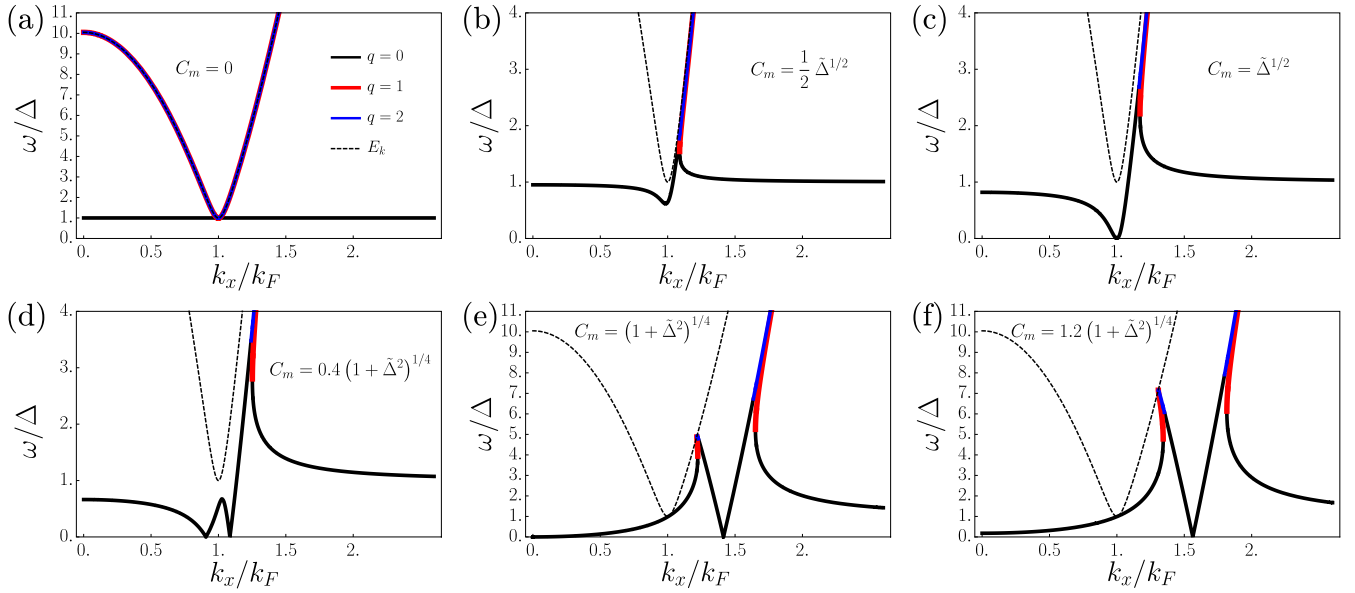 (a)
11.
10.
9.
8.
7.
6.
5.
4.
3.
2.
1.
0.
ω/Δ
C_m = 0
q = 0
q = 1
q = 2
E_k
0. 0.5 1. 1.5 2.
k_x/k_F
(b)
4.
3.
2.
1.
0.
ω/Δ
C_m = 1/2 Δ̃^{1/2}
0. 0.5 1. 1.5 2.
k_x/k_F
(c)
4.
3.
2.
1.
0.
ω/Δ
C_m = Δ̃^{1/2}
0. 0.5 1. 1.5 2.
k_x/k_F
(d)
4.
3.
2.
1.
0.
ω/Δ
C_m = 0.4 (1 + Δ̃²)^{1/4}
0. 0.5 1. 1.5 2.
k_x/k_F
(e)
11.
10.
9.
8.
7.
6.
5.
4.
3.
2.
1.
0.
ω/Δ
C_m = (1 + Δ̃²)^{1/4}
0. 0.5 1. 1.5 2.
k_x/k_F
(f)
11.
10.
9.
8.
7.
6.
5.
4.
3.
2.
1.
0.
ω/Δ
C_m = 1.2 (1 + Δ̃²)^{1/4}
0. 0.5 1. 1.5 2.
k_x/k_F